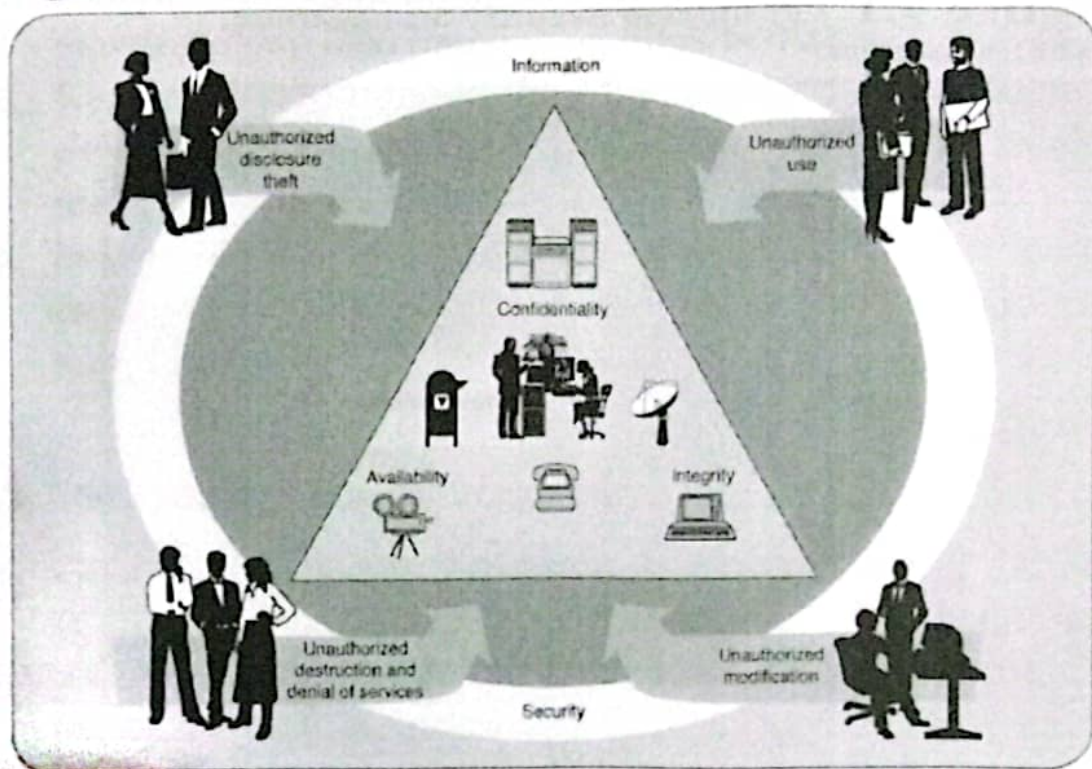 Information
Unauthorized
disclosure
theft
Unauthorized
use
Confidentiality
Availability
Integrity
Unauthorized
destruction and
denial of services
Unauthorized
modification
Security